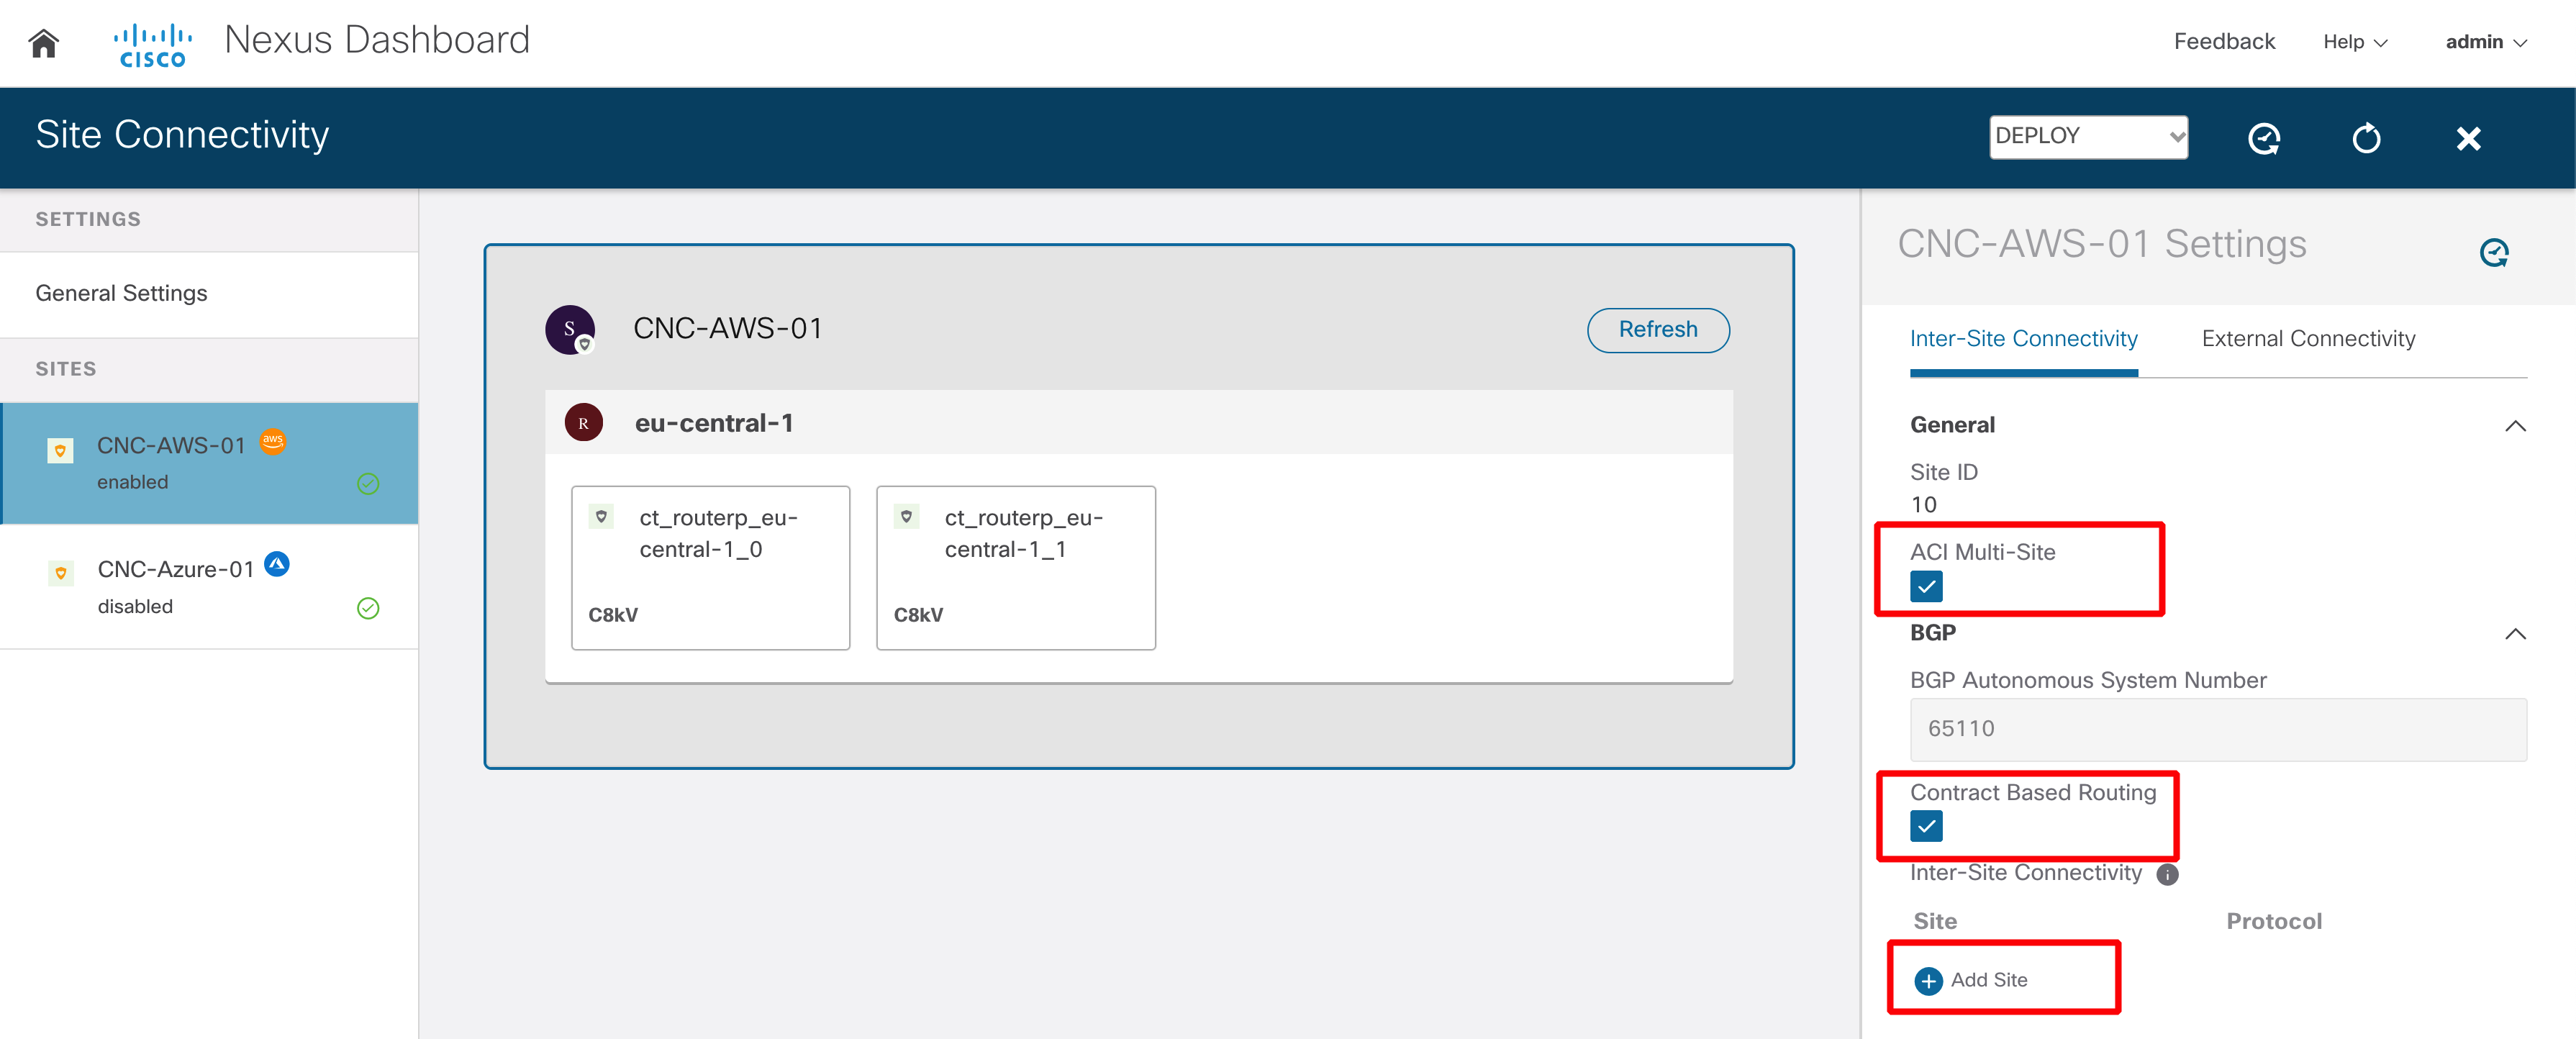 CISCO
Nexus Dashboard
Feedback
Help
admin
Site Connectivity
DEPLOY
SETTINGS
General Settings
SITES
CNC-AWS-01
aws
enabled
CNC-Azure-01
disabled
S
CNC-AWS-01
Refresh
R
eu-central-1
ct_routerp_eu-
central-1_0
C8kV
ct_routerp_eu-
central-1_1
C8kV
CNC-AWS-01 Settings
Inter-Site Connectivity
External Connectivity
General
Site ID
10
ACI Multi-Site
BGP
BGP Autonomous System Number
65110
Contract Based Routing
Inter-Site Connectivity
i
Site
Protocol
Add Site